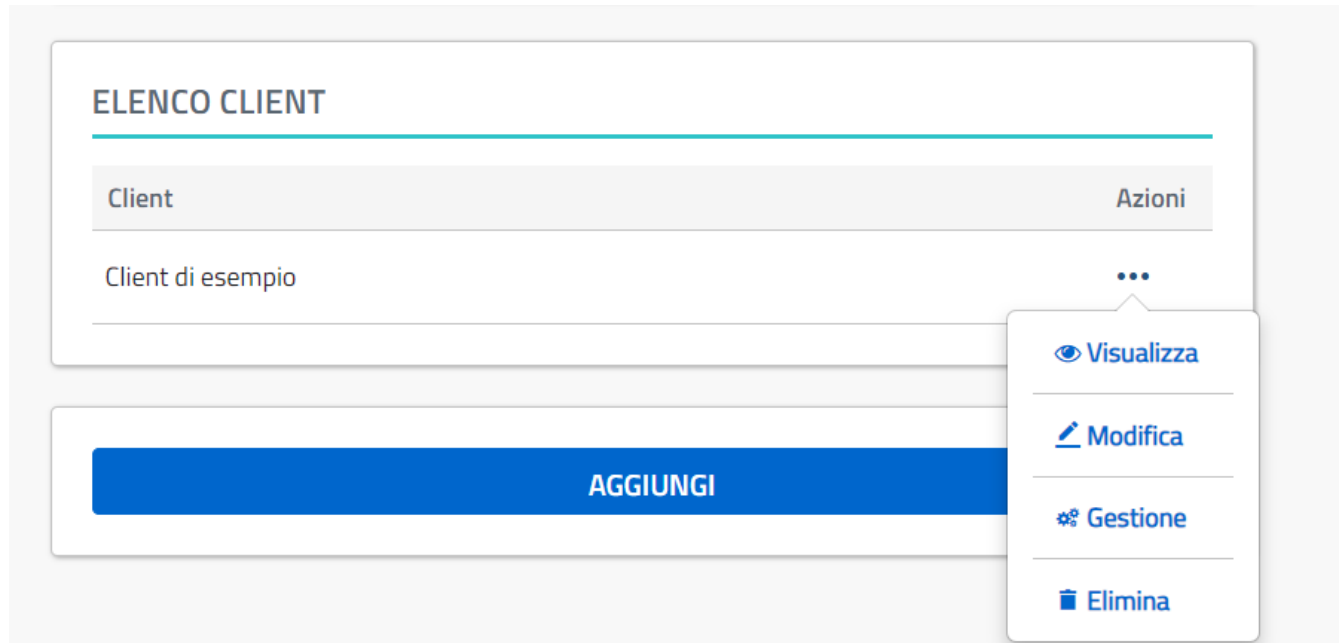 ELENCO CLIENT
Client Azioni
Client di esempio
Visualizza
Modifica
Gestione
Elimina
AGGIUNGI